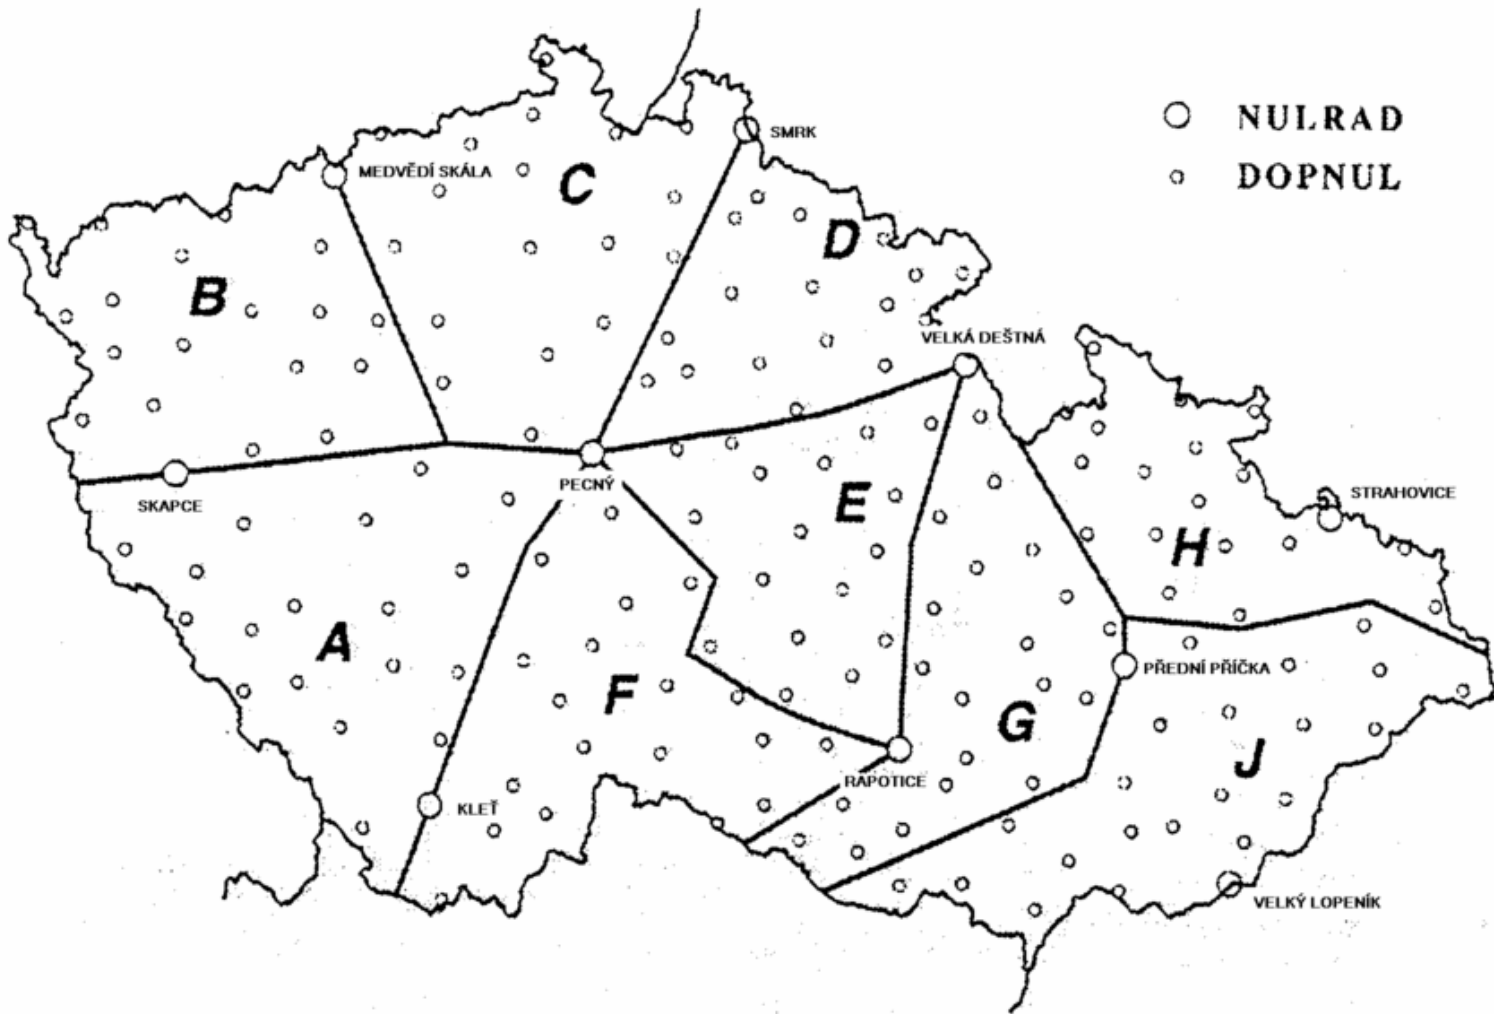 NULRAD
SMRK
MEDVĚDÍ SKÁLA
C
DOPNUL
D
B
VELKÁ DEŠTNÁ
SKAPCE
PECNÝ
STRAHOVICE
E
H
A
F
PŘEDNÍ PŘÍČKA
G
J
RAPOTICE
KLEŤ
VELKÝ LOPENÍK